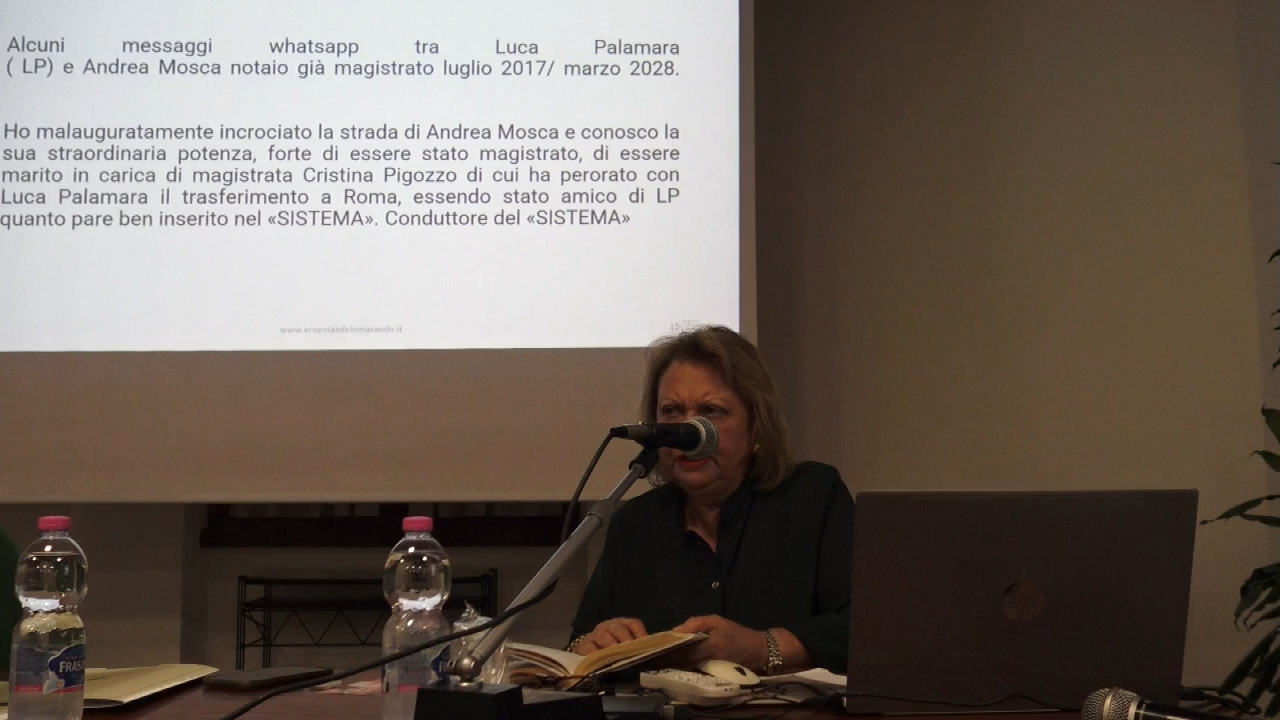 Alcuni messaggi whatsapp tra Luca Palamara
( LP) e Andrea Mosca notaio già magistrato luglio 2017/ marzo 2028.
Ho malauguratamente incrociato la strada di Andrea Mosca e conosco la
sua straordinaria potenza, forte di essere stato magistrato, di essere
marito in carica di magistrata Cristina Pigozzo di cui ha perorato con
Luca Palamara il trasferimento a Roma, essendo stato amico di LP
quanto pare ben inserito nel «SISTEMA». Conduttore del «SISTEMA»
www.ernestaadelemarando.it
FRAS
hp